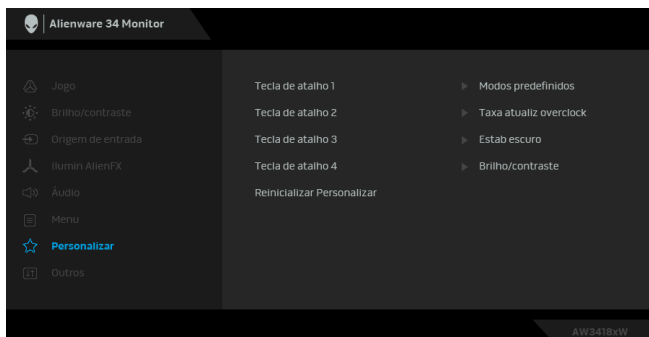 Alienware 34 Monitor
Jogo
Brilho/contraste
Origem de entrada
Ilumin AlienFX
Áudio
Menu
Personalizar
Outros
Tecla de atalho 1 Modos predefinidos
Tecla de atalho 2 Taxa atualiz overclock
Tecla de atalho 3 Estab escuro
Tecla de atalho 4 Brilho/contraste
Reinicializar Personalizar
AW3418xW